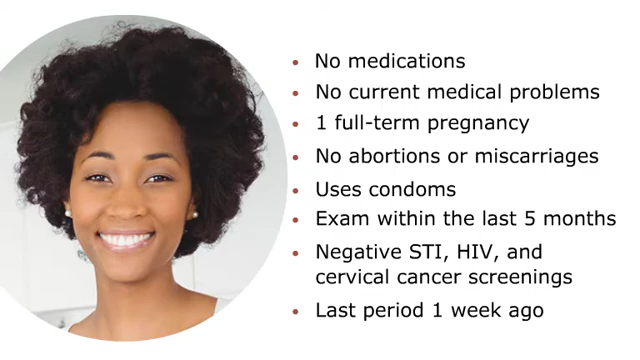 • No medications
• No current medical problems
• 1 full-term pregnancy
• No abortions or miscarriages
• Uses condoms
• Exam within the last 5 months
• Negative STI, HIV, and
cervical cancer screenings
• Last period 1 week ago